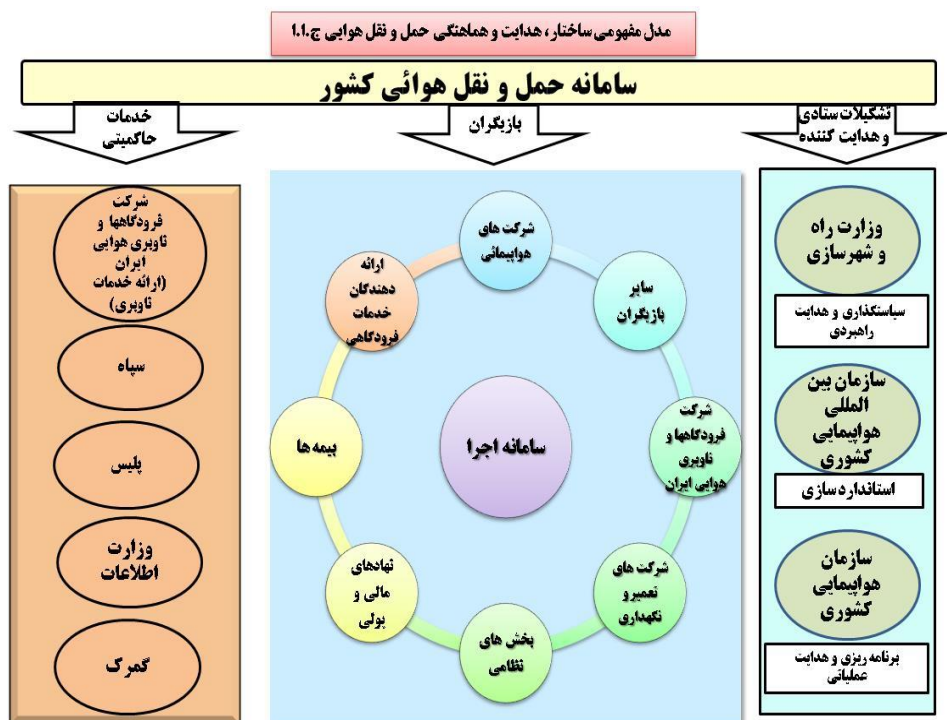 مدل مفهومی ساختار، هدایت و هماهنگی حمل و نقل هوایی ج.ا.ا
سامانه حمل و نقل هوائی کشور
تشکیلات ستادی
و هدایت کننده
بازیگران
خدمات
حاکمیتی
وزارت راه
و شهرسازی
سیاستگذاری و هدایت
راهبردی
سازمان بین
المللی
هواپیمایی
کشوری
استانداردسازی
سازمان
هواپیمایی
کشوری
برنامه ریزی و هدایت
عملیاتی
شرکت های
هواپیمائی
سایر
بازیگران
شرکت
فرودگاهها و
ناوبری
هوایی ایران
شرکت های
تعمیرو
نگهداری
بخش های
نظامی
نهادهای
مالی و
پولی
بیمه ها
ارائه
دهندگان
خدمات
فرودگاهی
سامانه اجرا
شرکت
فرودگاهها و
ناوبری هوایی
ایران
(ارائه خدمات
ناوبری)
سپاه
پلیس
وزارت
اطلاعات
گمرک